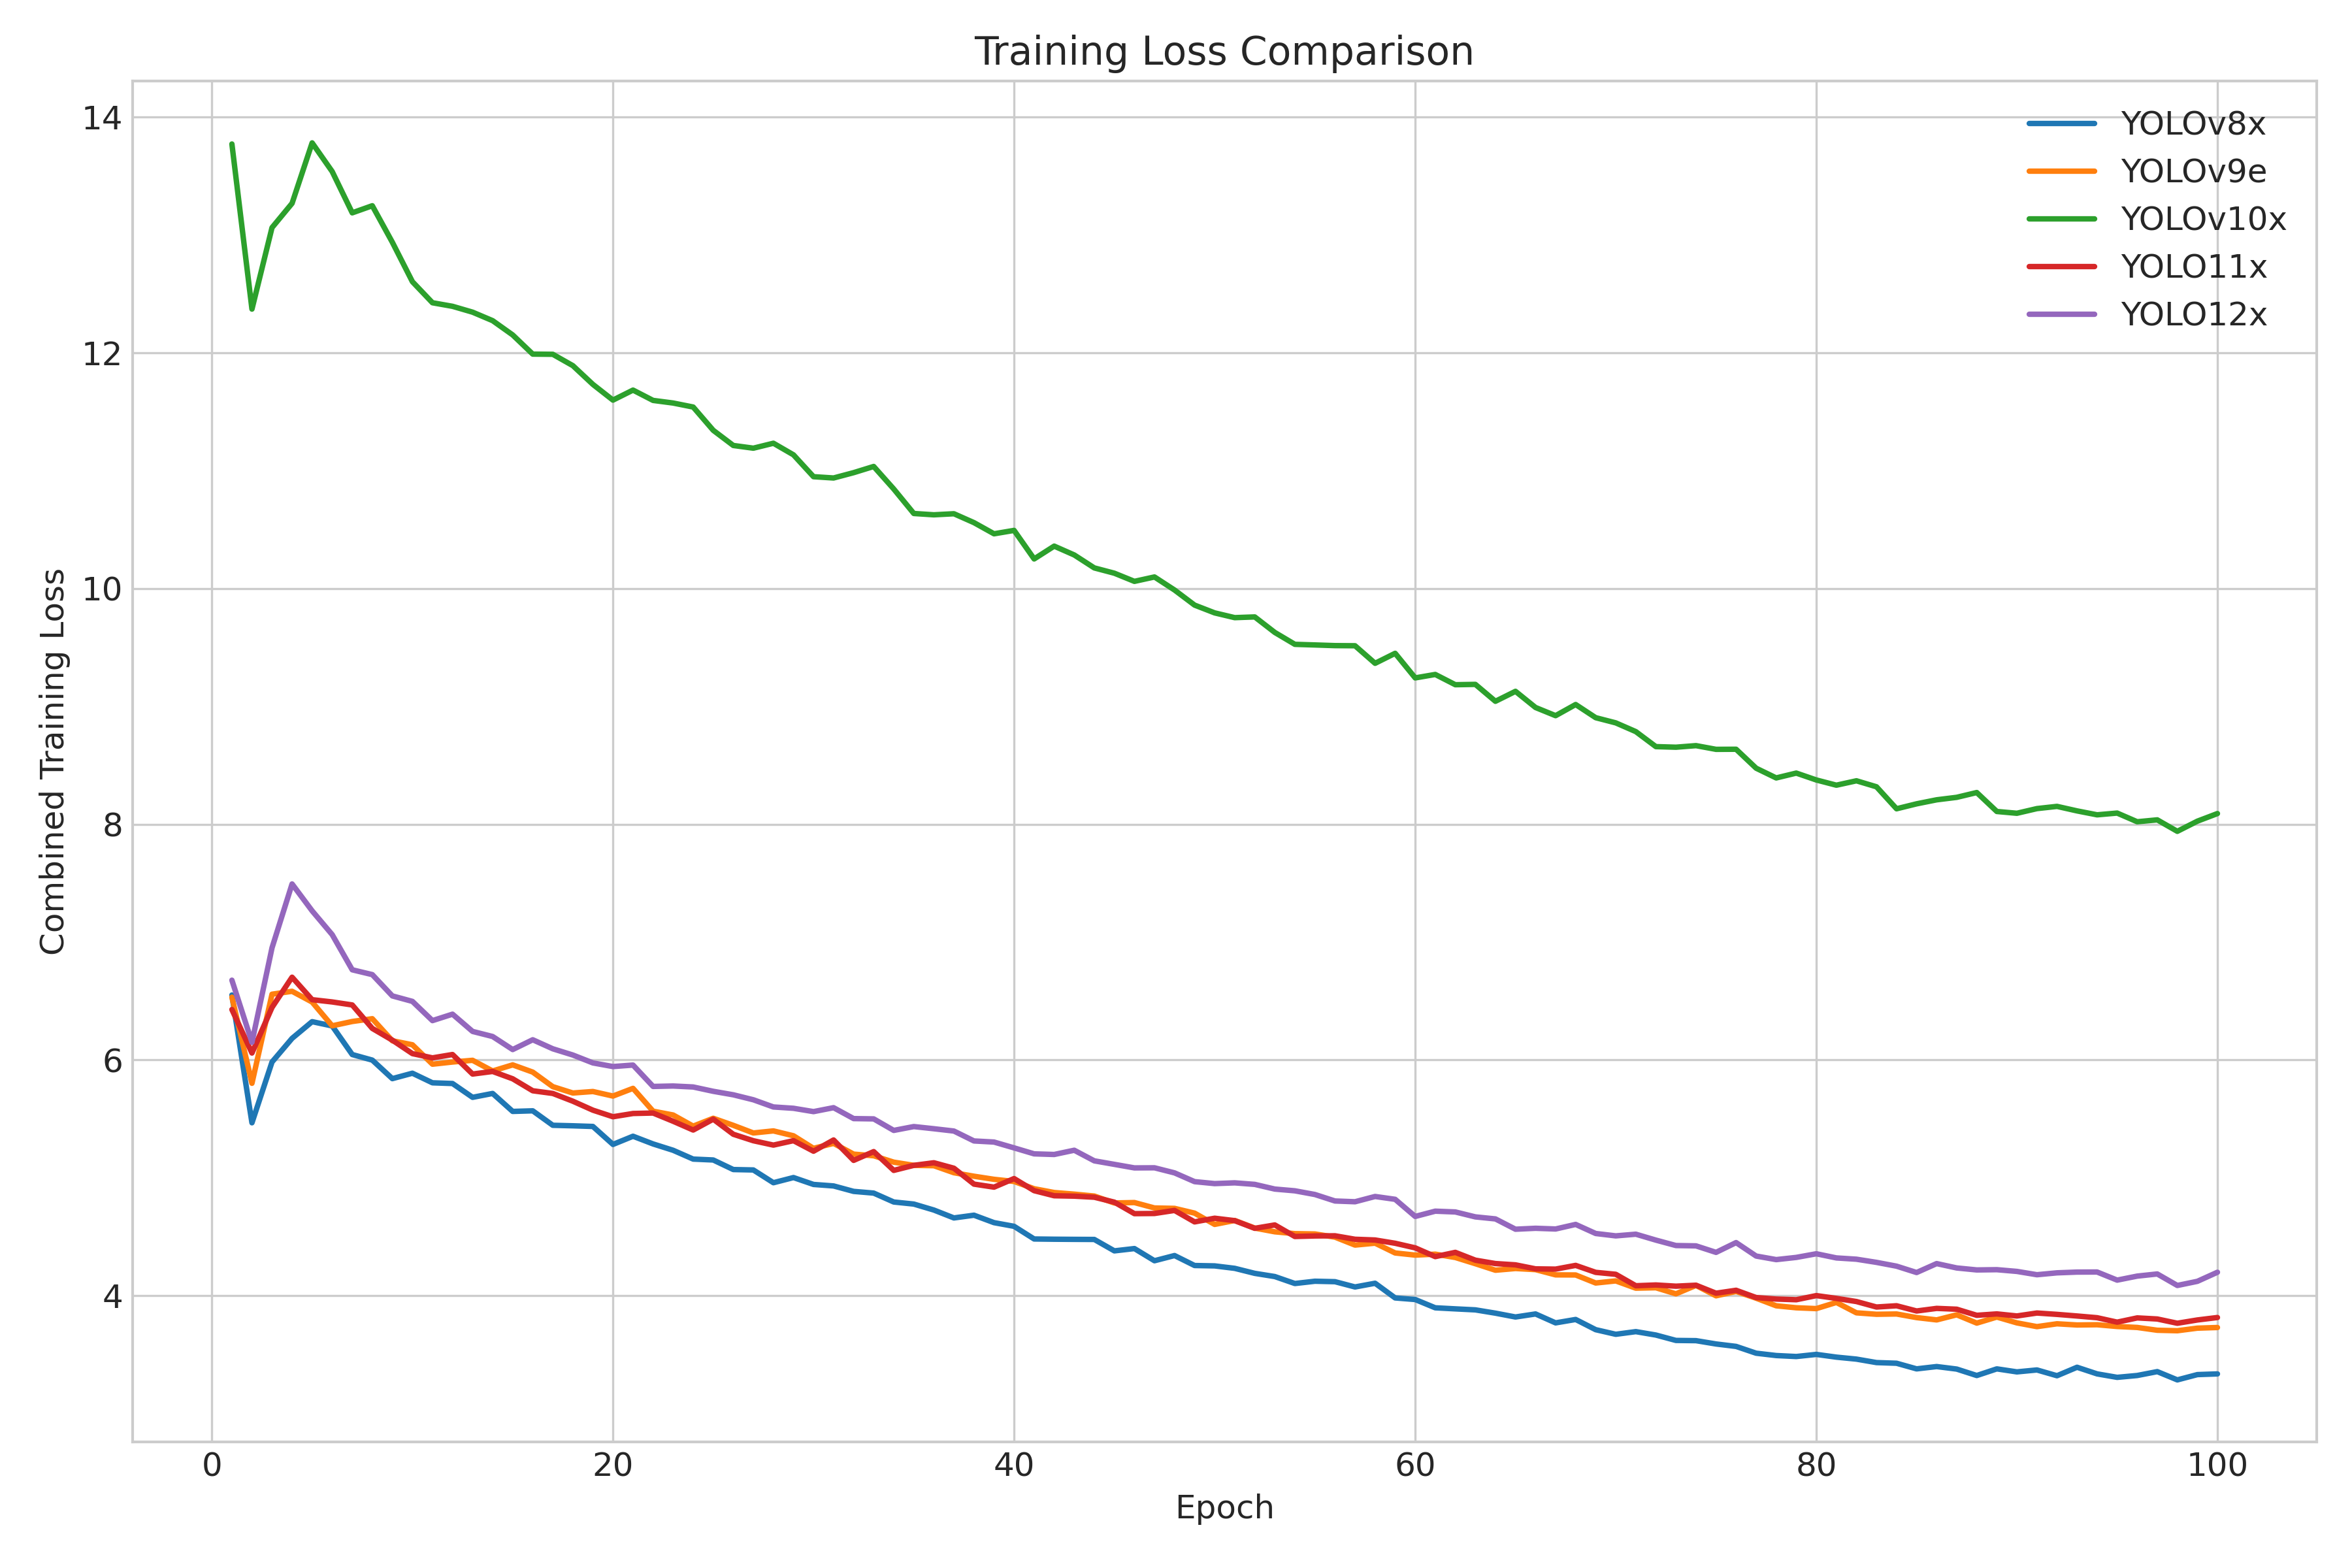 Training Loss Comparison
14
12
10
8
6
4
Combined Training Loss
YOLOv8x
YOLOv9e
YOLOv10x
YOLO11x
YOLO12x
0 20 40 60 80 100
Epoch